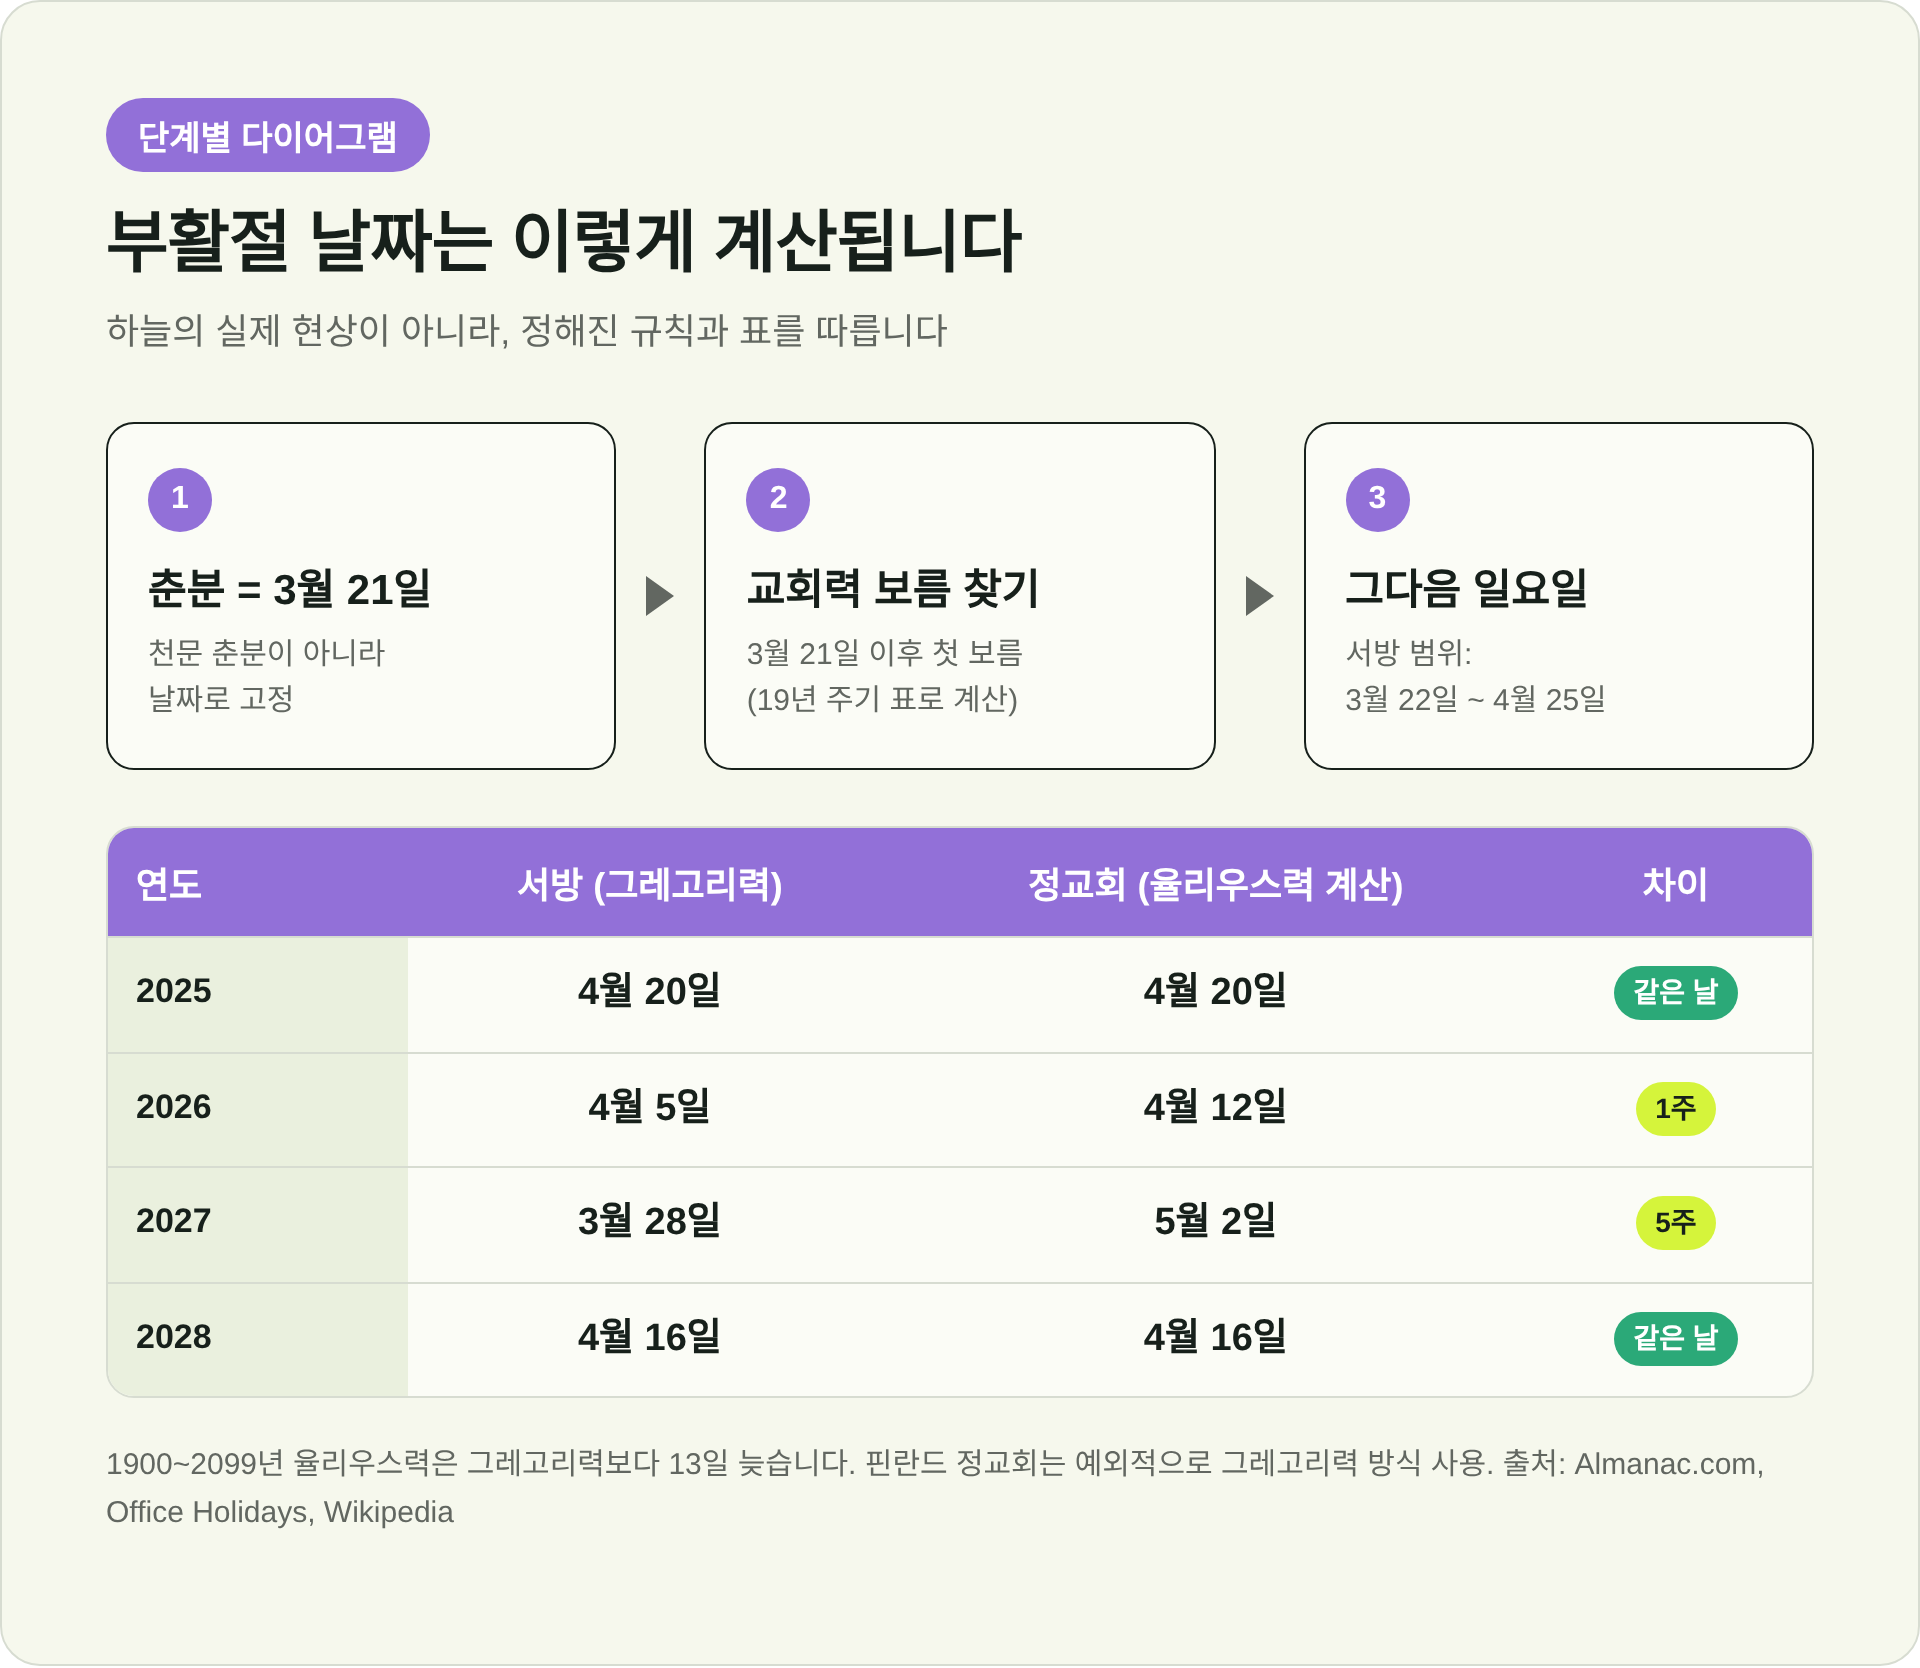 단계별 다이어그램
부활절 날짜는 이렇게 계산됩니다
하늘의 실제 현상이 아니라, 정해진 규칙과 표를 따릅니다
1
춘분 = 3월 21일
천문 춘분이 아니라
날짜로 고정
2
교회력 보름 찾기
3월 21일 이후 첫 보름
(19년 주기 표로 계산)
3
그다음 일요일
서방 범위:
3월 22일 ~ 4월 25일
연도 서방 (그레고리력) 정교회 (율리우스력 계산) 차이
2025 4월 20일 4월 20일 같은 날
2026 4월 5일 4월 12일 1주
2027 3월 28일 5월 2일 5주
2028 4월 16일 4월 16일 같은 날
1900~2099년 율리우스력은 그레고리력보다 13일 늦습니다. 핀란드 정교회는 예외적으로 그레고리력 방식 사용. 출처: Almanac.com,
Office Holidays, Wikipedia